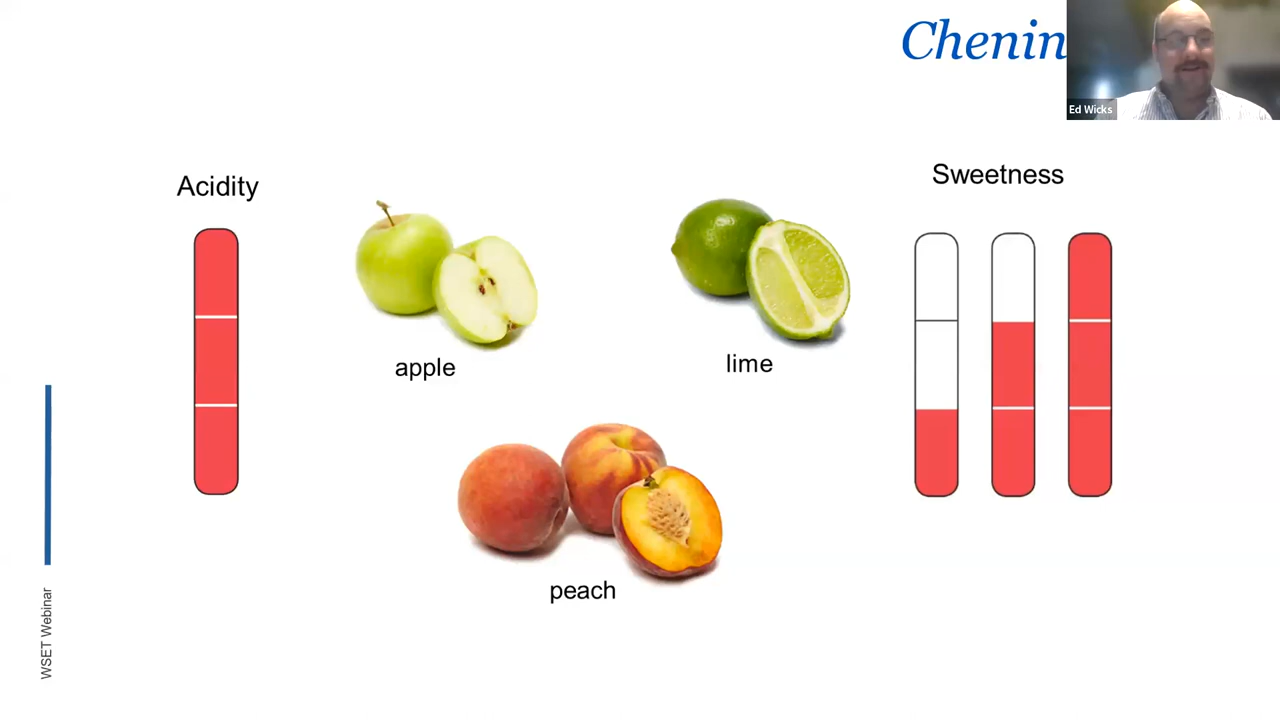 Chenin
Ed Wicks
Acidity
Sweetness
apple
lime
peach
WSET Webinar